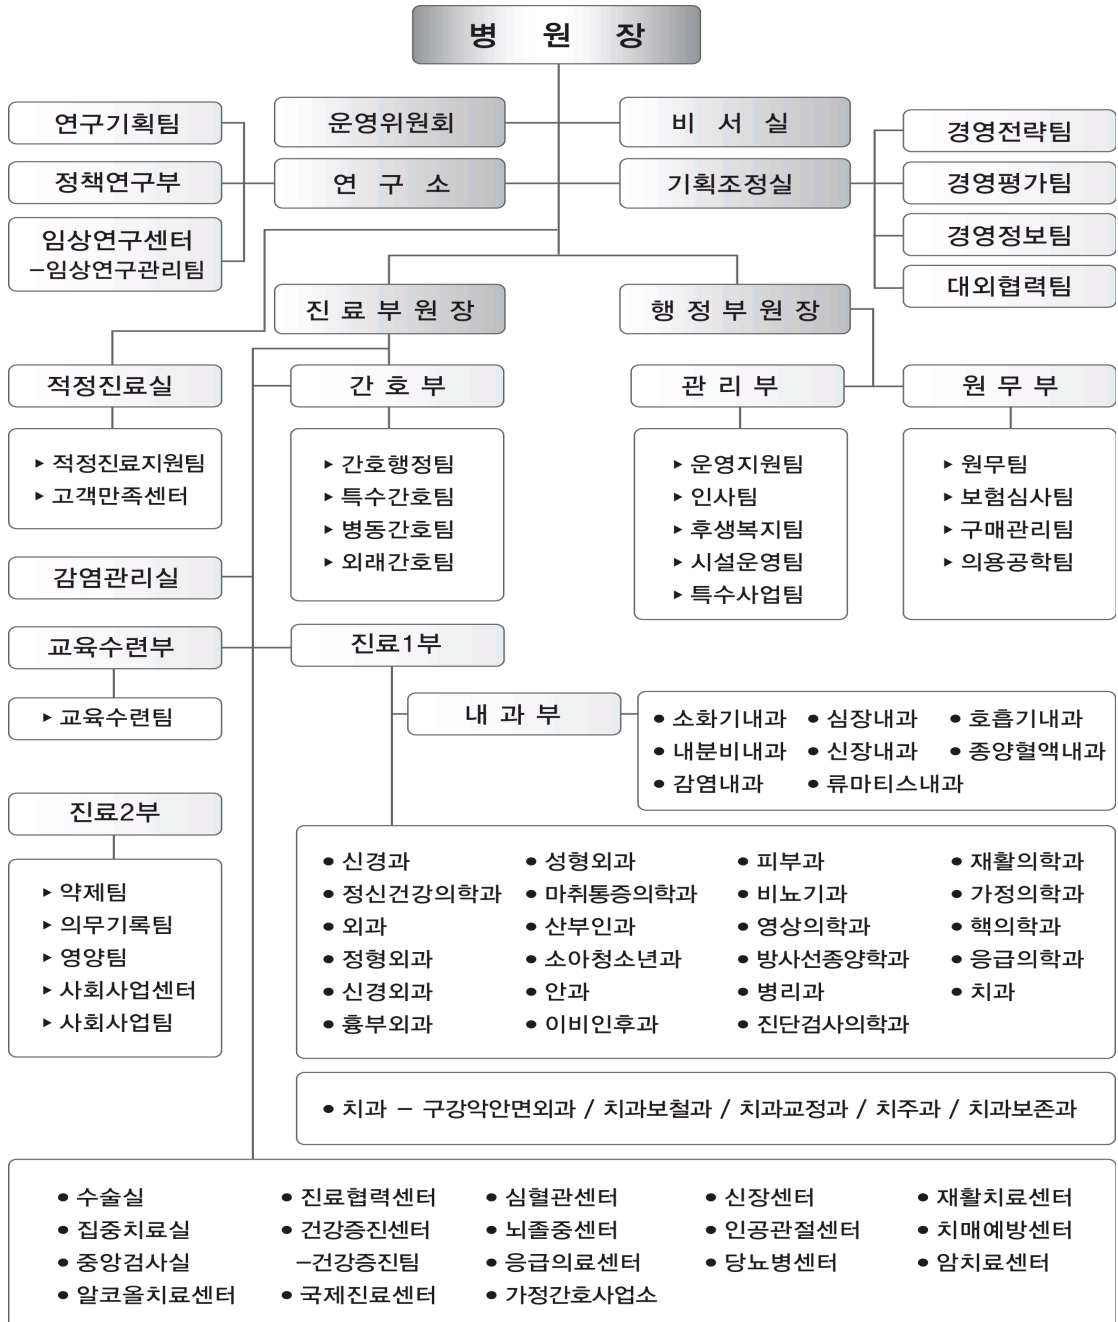 병 원 장
연구기획팀
운영위원회
비 서 실
경영전략팀
정책연구부
연 구 소
기획조정실
경영평가팀
임상연구센터
-임상연구관리팀
경영정보팀
대외협력팀
진 료 부 원 장
행 정 부 원 장
적정진료실
간 호 부
관 리 부
원 무 부
▸ 적정진료지원팀
▸ 고객만족센터
▸ 간호행정팀
▸ 특수간호팀
▸ 병동간호팀
▸ 외래간호팀
▸ 운영지원팀
▸ 인사팀
▸ 후생복지팀
▸ 시설운영팀
▸ 특수사업팀
▸ 원무팀
▸ 보험심사팀
▸ 구매관리팀
▸ 의용공학팀
감염관리실
교육수련부
▸ 교육수련팀
진료1부
내 과 부
● 소화기내과 ● 심장내과 ● 호흡기내과
● 내분비내과 ● 신장내과 ● 종양혈액내과
● 감염내과 ● 류마티스내과
진료2부
▸ 약제팀
▸ 의무기록팀
▸ 영양팀
▸ 사회사업센터
▸ 사회사업팀
● 신경과 ● 성형외과 ● 피부과 ● 재활의학과
● 정신건강의학과 ● 마취통증의학과 ● 비뇨기과 ● 가정의학과
● 외과 ● 산부인과 ● 영상의학과 ● 핵의학과
● 정형외과 ● 소아청소년과 ● 방사선종양학과 ● 응급의학과
● 신경외과 ● 안과 ● 병리과 ● 치과
● 흉부외과 ● 이비인후과 ● 진단검사의학과
● 치과 - 구강악안면외과 / 치과보철과 / 치과교정과 / 치주과 / 치과보존과
● 수술실 ● 진료협력센터 ● 심혈관센터 ● 신장센터 ● 재활치료센터
● 집중치료실 ● 건강증진센터 ● 뇌졸중센터 ● 인공관절센터 ● 치매예방센터
● 중앙검사실 -건강증진팀 ● 응급의료센터 ● 당뇨병센터 ● 암치료센터
● 알코올치료센터 ● 국제진료센터 ● 가정간호사업소